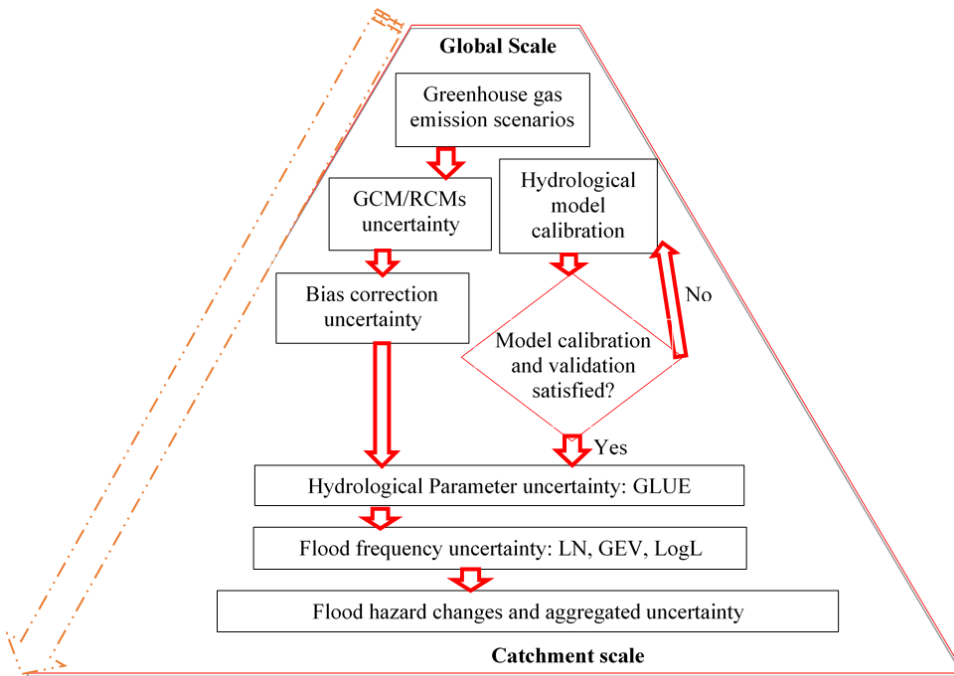 Global Scale
Greenhouse gas
emission scenarios
GCM/RCMs
uncertainty
Hydrological
model
calibration
Bias correction
uncertainty
No
Model calibration
and validation
satisfied?
Yes
Hydrological Parameter uncertainty: GLUE
Flood frequency uncertainty: LN, GEV, LogL
Flood hazard changes and aggregated uncertainty
Catchment scale